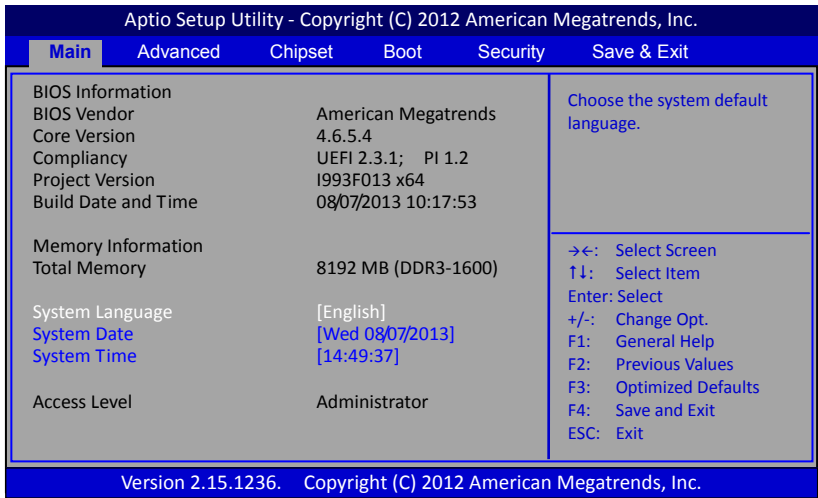 Aptio Setup Utility - Copyright (C) 2012 American Megatrends, Inc.
Main Advanced Chipset Boot Security Save & Exit
BIOS Information
BIOS Vendor American Megatrends
Core Version 4.6.5.4
Compliancy UEFI 2.3.1; PI 1.2
Project Version I993F013 x64
Build Date and Time 08/07/2013 10:17:53
Memory Information
Total Memory 8192 MB (DDR3-1600)
System Language [English]
System Date [Wed 08/07/2013]
System Time [14:49:37]
Access Level Administrator
Choose the system default
language.
→←: Select Screen
↑↓: Select Item
Enter: Select
+/-: Change Opt.
F1: General Help
F2: Previous Values
F3: Optimized Defaults
F4: Save and Exit
ESC: Exit
Version 2.15.1236. Copyright (C) 2012 American Megatrends, Inc.